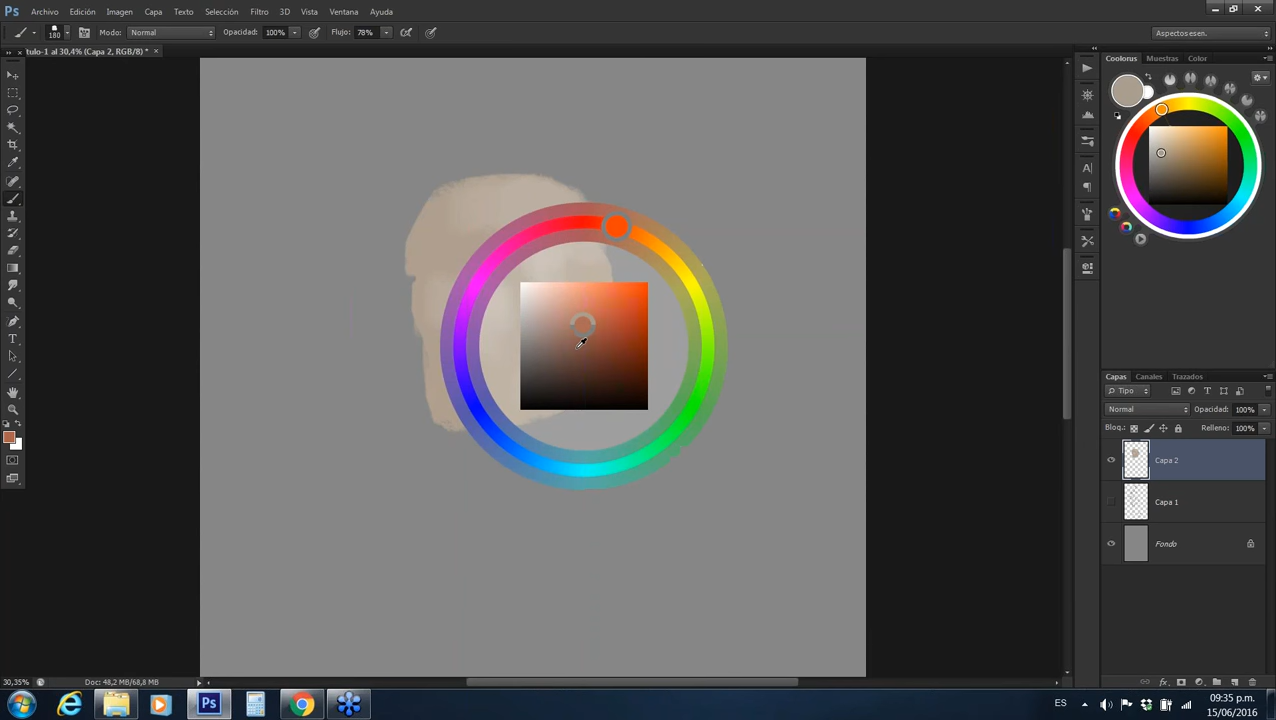 Ps Archivo Edición Imagen Capa Texto Selección Filtro 3D Vista Ventana Ayuda
180 Modo: Normal Opacidad: 100% Flujo: 78% Aspectos esen.
tulo-1 al 30,4% (Capa 2, RGB/8) *
Coolorus Muestras Color
Capas Canales Trazados
Tipo
Normal Opacidad: 100%
Bloq.: Relleno: 100%
Capa 2
Capa 1
Fondo
30,35% Doc: 48,2 MB/68,8 MB
Ps ES 09:35 p.m.
15/06/2016